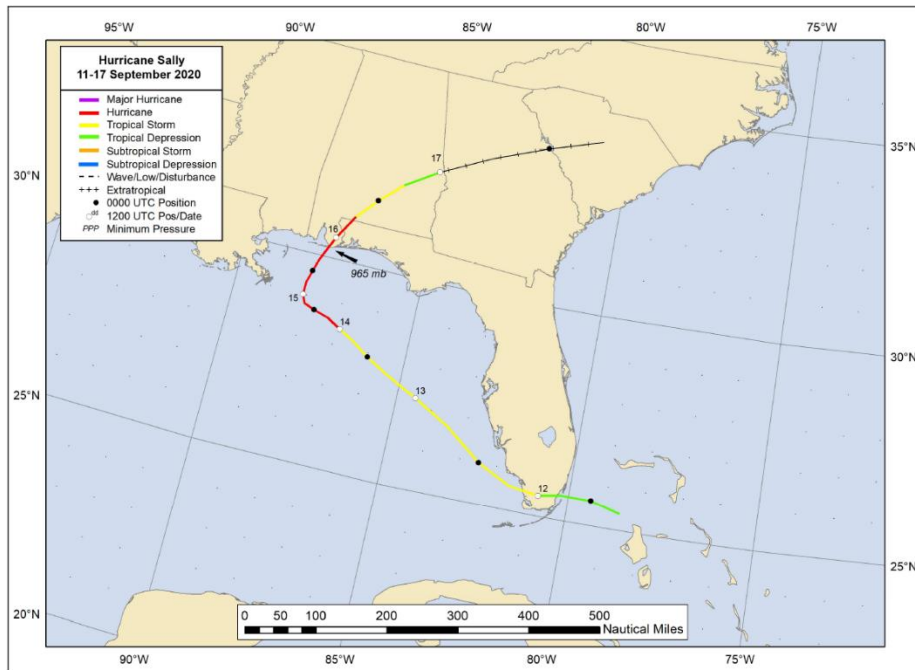 95°W 90°W 85°W 80°W 75°W
Hurricane Sally
11-17 September 2020
Major Hurricane
Hurricane
Tropical Storm
Tropical Depression
Subtropical Storm
Subtropical Depression
Wave/Low/Disturbance
Extratropical
0000 UTC Position
dd 1200 UTC Pos/Date
PPP Minimum Pressure
35°N
17
30°N
16
965 mb
15
14
30°N
13
25°N
12
25°N
20°N
0 50 100 200 300 400 500
Nautical Miles
90°W 85°W 80°W